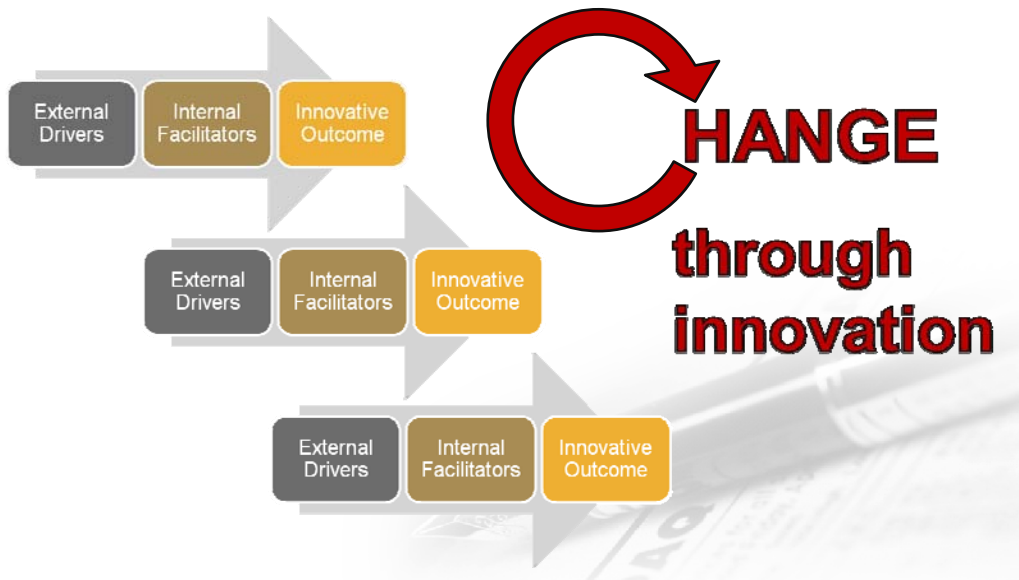 External
Drivers
Internal
Facilitators
Innovative
Outcome
HANGE
through
innovation
External
Drivers
Internal
Facilitators
Innovative
Outcome
External
Drivers
Internal
Facilitators
Innovative
Outcome
AQ